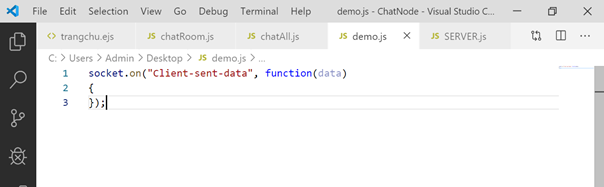 File Edit Selection View Go Debug ... demo.js - ChatNode - Visual Studio C...
trangchu.ejs JS chatRoom.js JS chatAll.js JS demo.js JS SERVER.js ...
C: > Users > Admin > Desktop > JS demo.js > ...
1 socket.on("Client-sent-data", function(data)
2 {
3 });